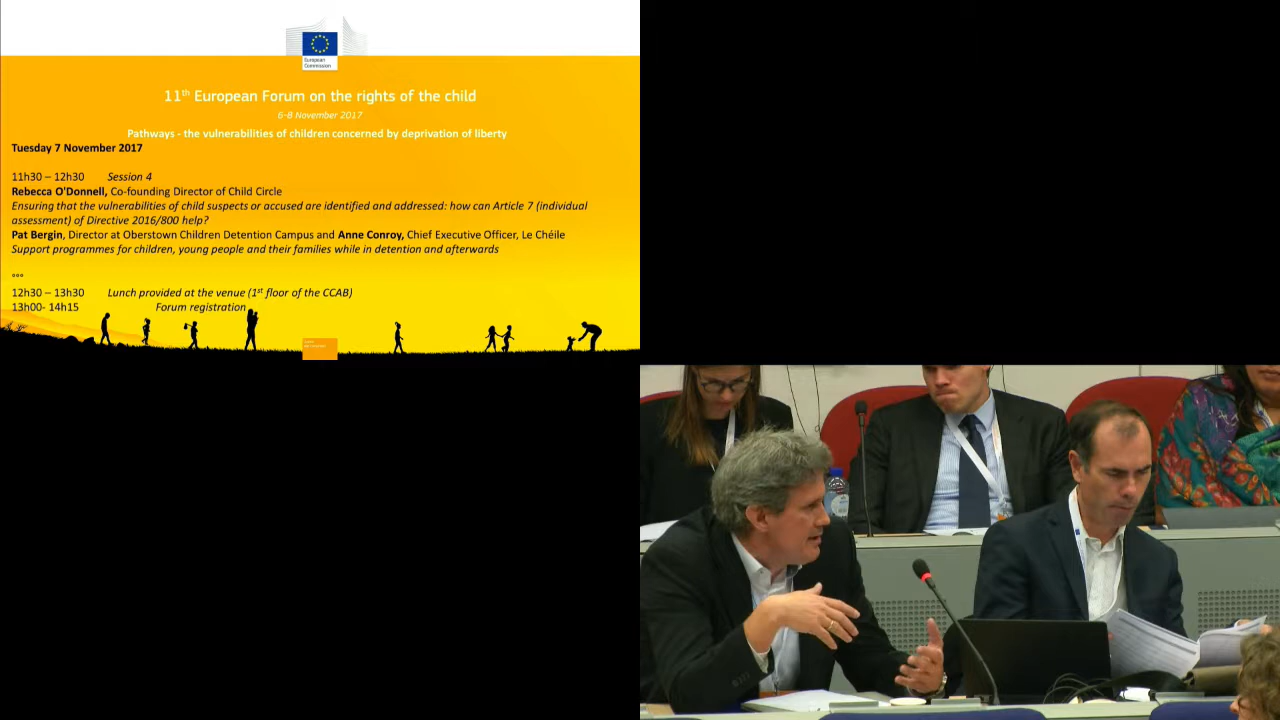 European
Commission
11th European Forum on the rights of the child
6-8 November 2017
Pathways - the vulnerabilities of children concerned by deprivation of liberty
Tuesday 7 November 2017
11h30 – 12h30 Session 4
Rebecca O'Donnell, Co-founding Director of Child Circle
Ensuring that the vulnerabilities of child suspects or accused are identified and addressed: how can Article 7 (individual
assessment) of Directive 2016/800 help?
Pat Bergin, Director at Oberstown Children Detention Campus and Anne Conroy, Chief Executive Officer, Le Chéile
Support programmes for children, young people and their families while in detention and afterwards
°°°
12h30 – 13h30 Lunch provided at the venue (1st floor of the CCAB)
13h00- 14h15 Forum registration